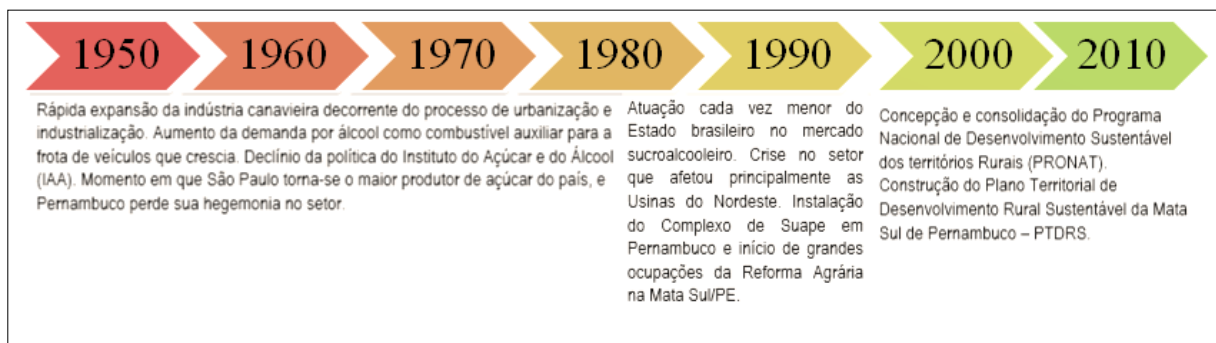 1950 1960 1970 1980 1990 2000 2010
Rápida expansão da indústria canavieira decorrente do processo de urbanização e
industrialização. Aumento da demanda por álcool como combustível auxiliar para a
frota de veículos que crescia. Declínio da política do Instituto do Açúcar e do Álcool
(IAA). Momento em que São Paulo torna-se o maior produtor de açúcar do país, e
Pernambuco perde sua hegemonia no setor.
Atuação cada vez menor do
Estado brasileiro no mercado
sucroalcooleiro. Crise no setor
que afetou principalmente as
Usinas do Nordeste. Instalação
do Complexo de Suape em
Pernambuco e início de grandes
ocupações da Reforma Agrária
na Mata Sul/PE.
Concepção e consolidação do Programa
Nacional de Desenvolvimento Sustentável
dos territórios Rurais (PRONAT).
Construção do Plano Territorial de
Desenvolvimento Rural Sustentável da Mata
Sul de Pernambuco – PTDRS.